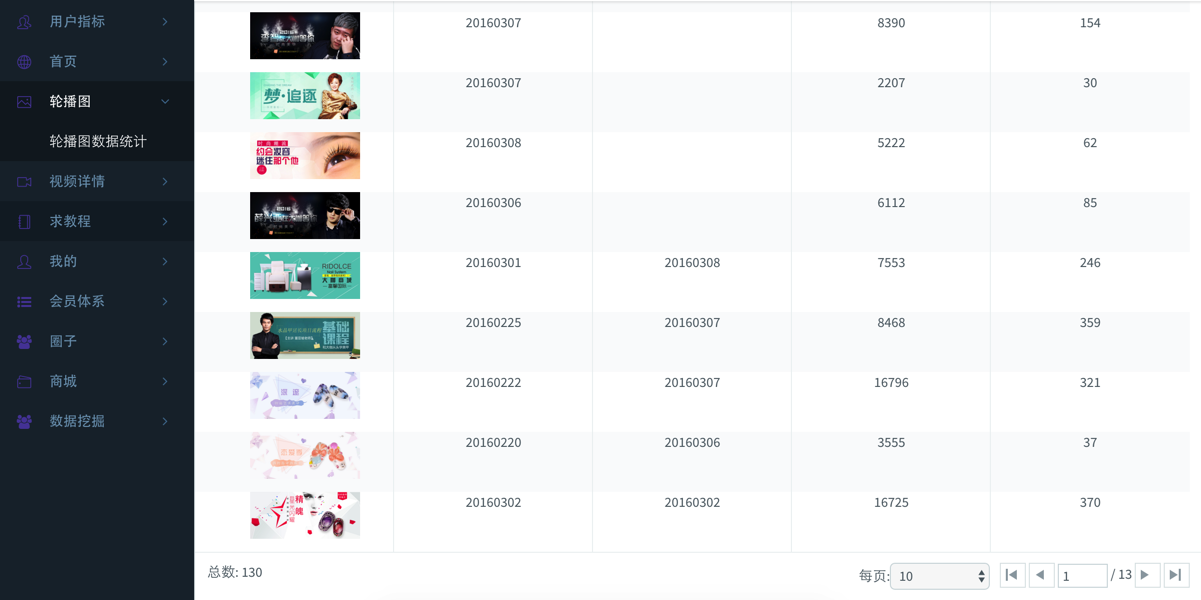 用户指标
首页
轮播图
轮播图数据统计
视频详情
求教程
我的
会员体系
圈子
商城
数据挖掘
20160307 8390 154
梦·追逐
20160307 2207 30
约会妆容
迷住那个他
20160308 5222 62
20160306 6112 85
RIDOLCE
20160301 20160308 7553 246
基础
课程
20160225 20160307 8468 359
20160222 20160307 16796 321
20160220 20160306 3555 37
20160302 20160302 16725 370
总数: 130
每页: 10 1 / 13